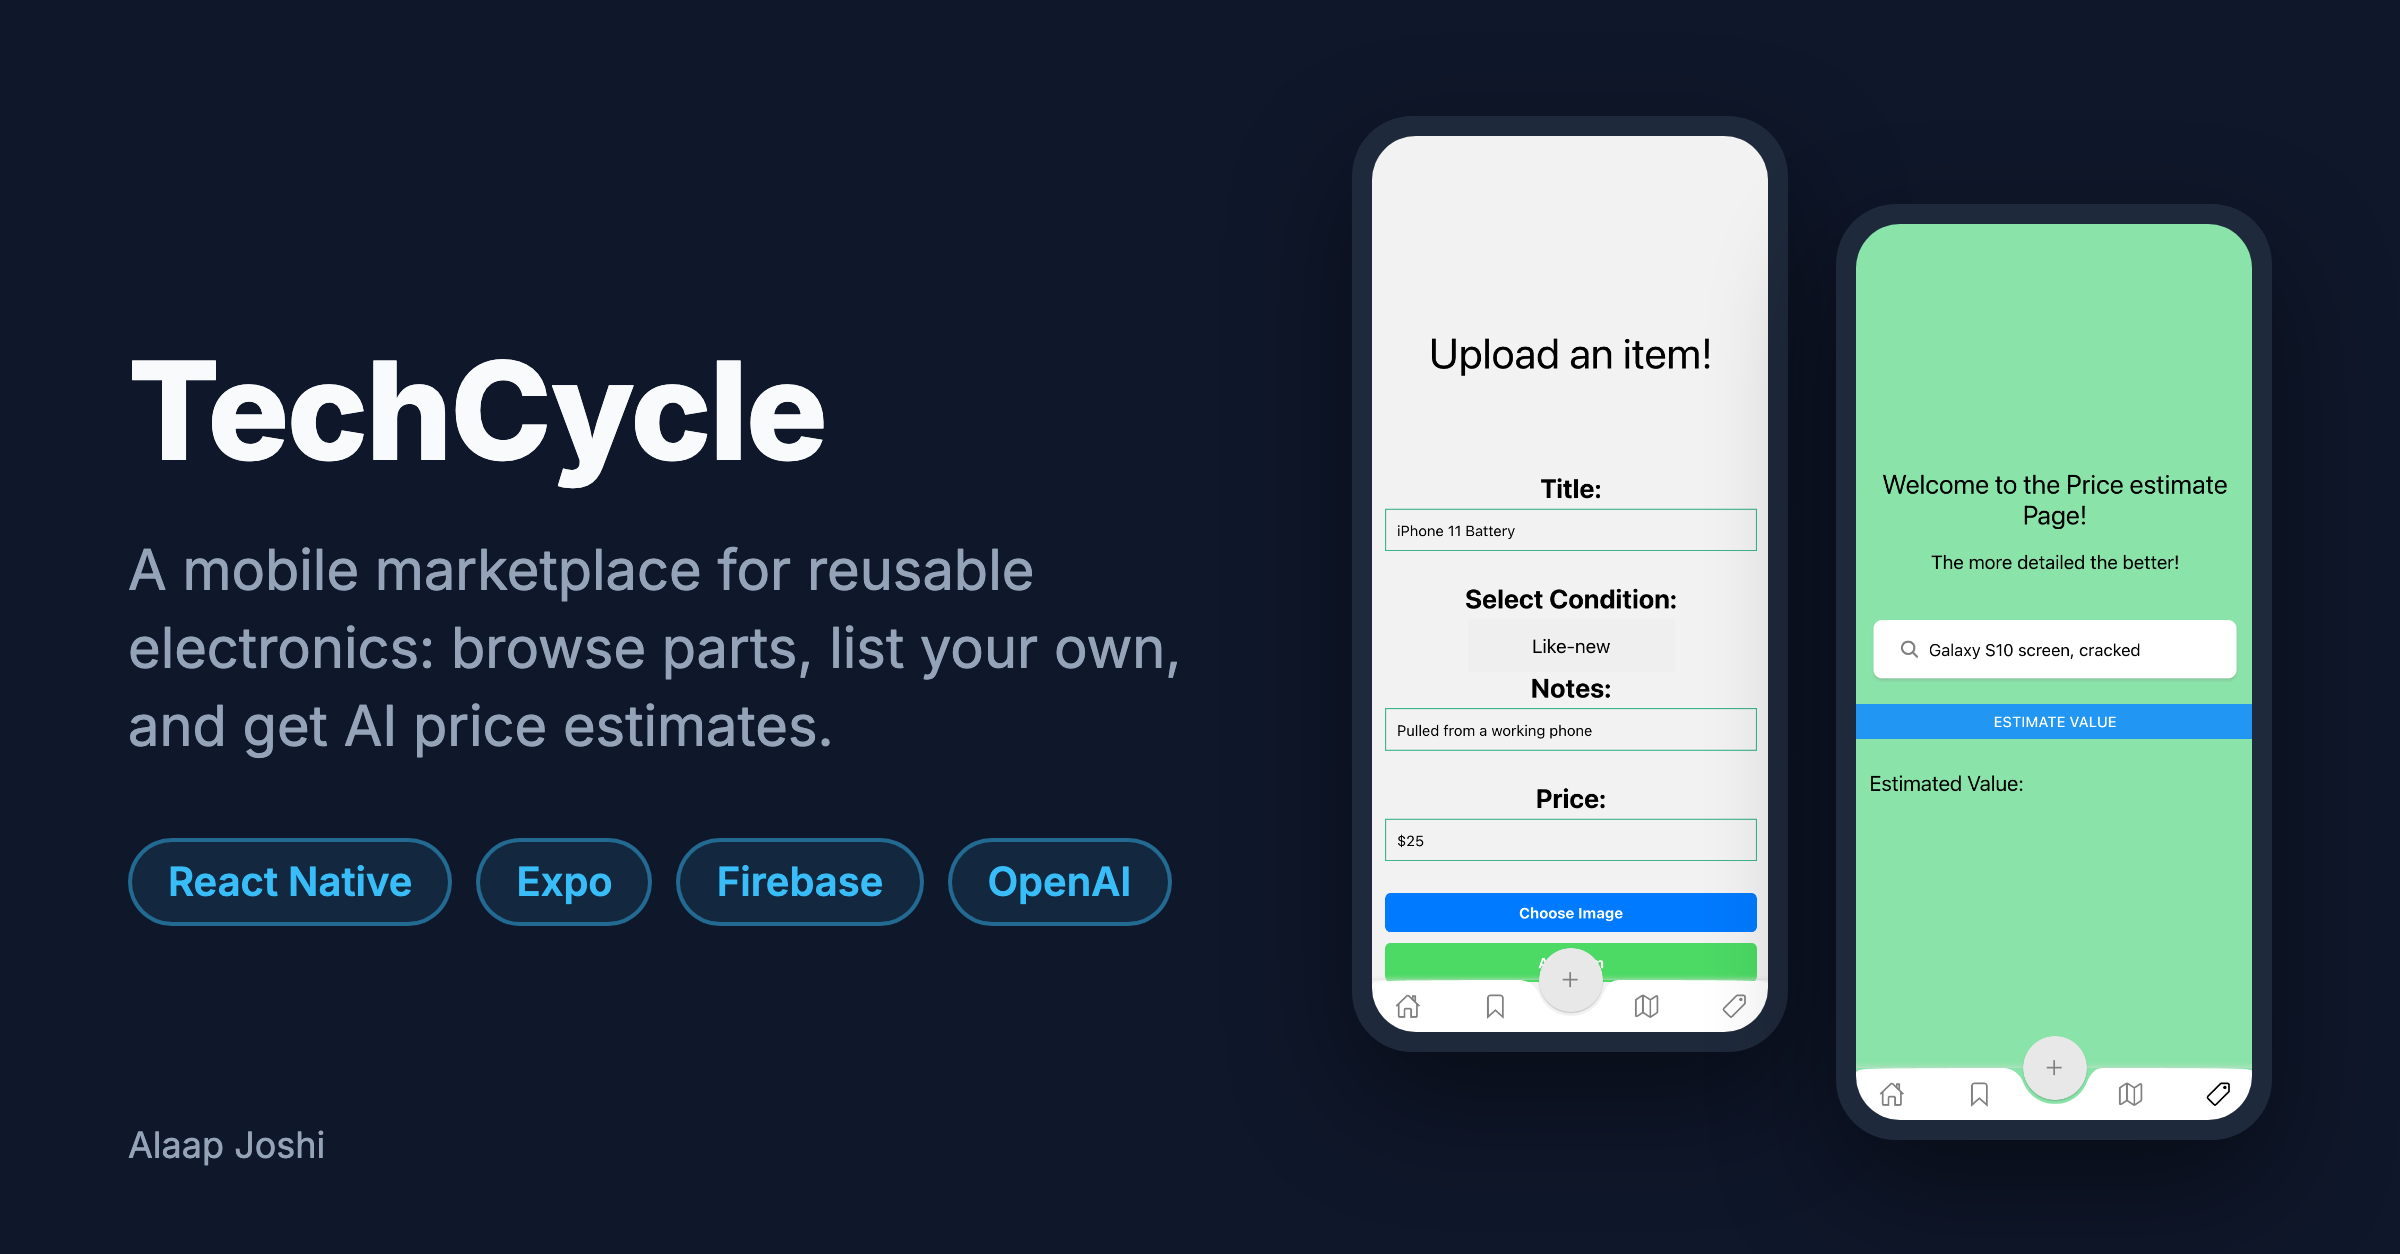 TechCycle
A mobile marketplace for reusable
electronics: browse parts, list your own,
and get AI price estimates.
React Native
Expo
Firebase
OpenAI
Alaap Joshi
Upload an item!
Title:
iPhone 11 Battery
Select Condition:
Like-new
Notes:
Pulled from a working phone
Price:
$25
Choose Image
Welcome to the Price estimate
Page!
The more detailed the better!
Galaxy S10 screen, cracked
ESTIMATE VALUE
Estimated Value: